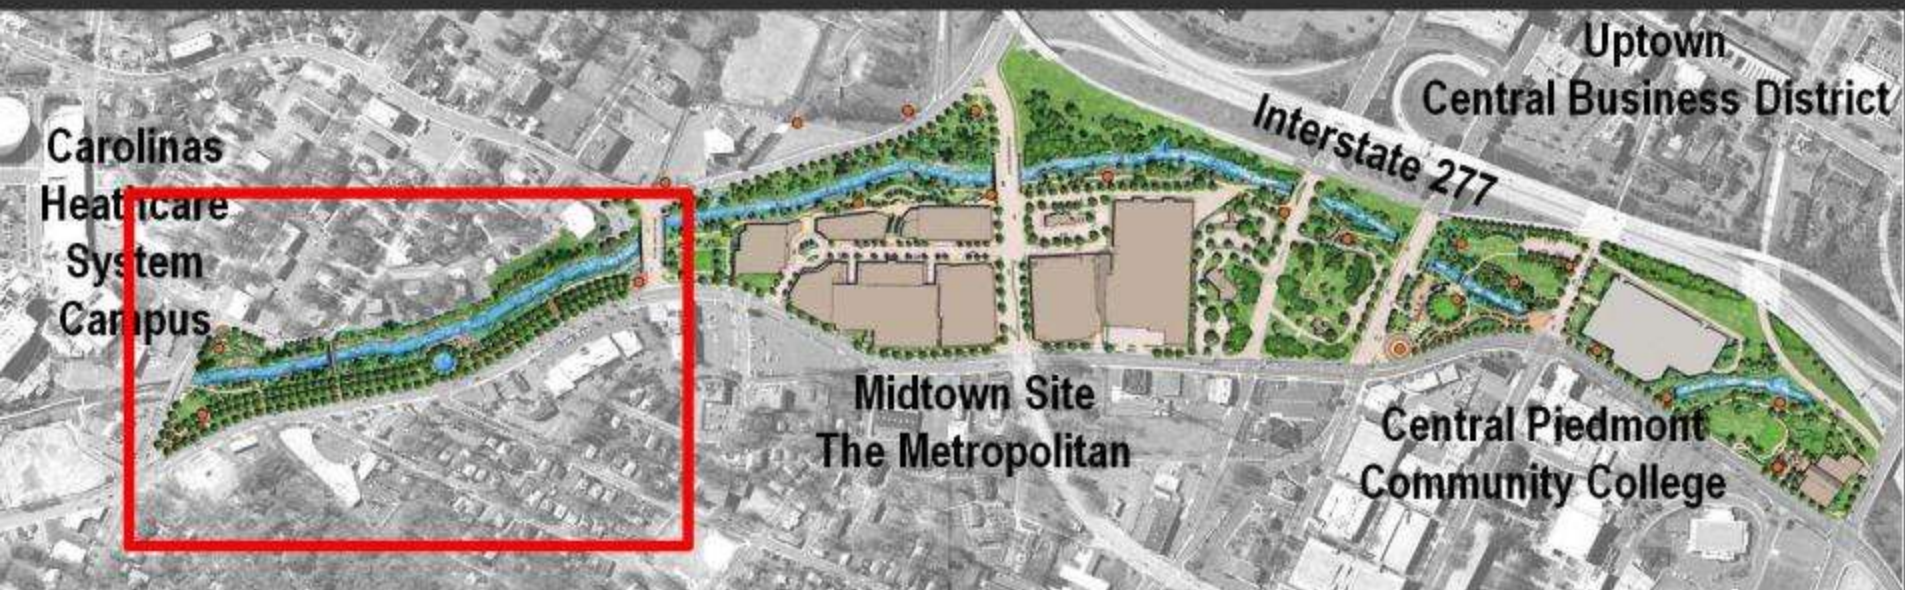 Carolinas
Heathcare
System
Campus
Midtown Site
The Metropolitan
Interstate 277
Uptown
Central Business District
Central Piedmont
Community College